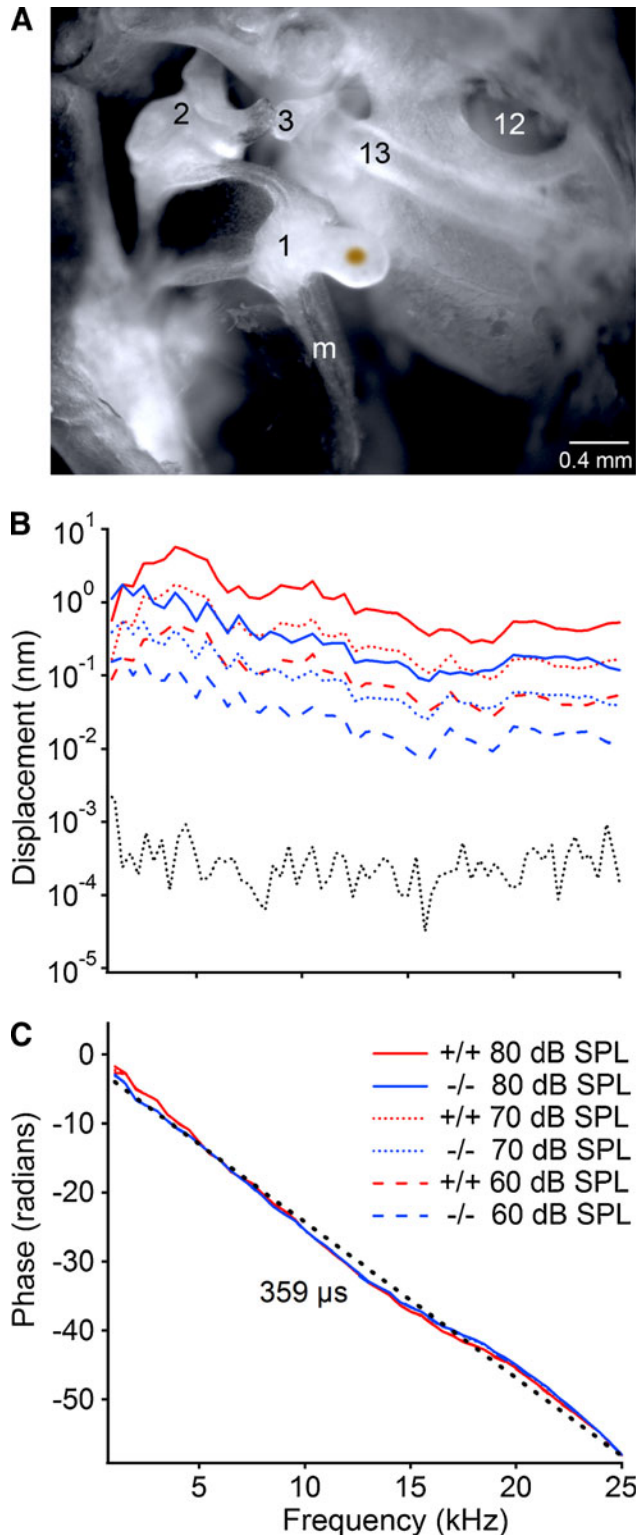 A
2
3
13
12
1
m
0.4 mm
B
10^1
10^0
10^-1
10^-2
10^-3
10^-4
10^-5
Displacement (nm)
C
0
-10
-20
-30
-40
-50
Phase (radians)
+/+ 80 dB SPL
-/- 80 dB SPL
+/+ 70 dB SPL
-/- 70 dB SPL
+/+ 60 dB SPL
-/- 60 dB SPL
359 µs
5 10 15 20 25
Frequency (kHz)